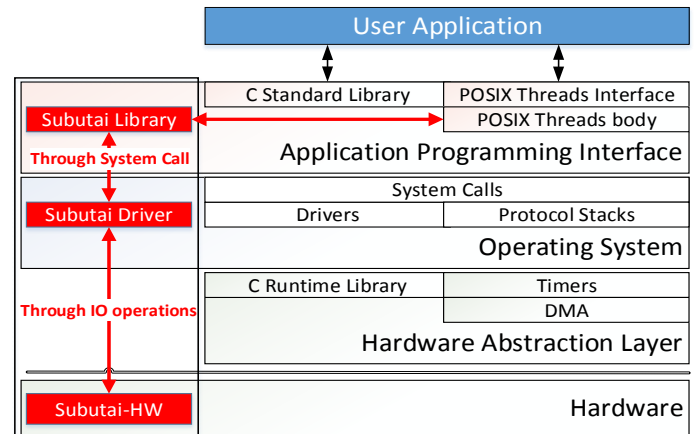 User Application
C Standard Library
POSIX Threads Interface
Subutai Library
POSIX Threads body
Through System Call
Application Programming Interface
System Calls
Subutai Driver
Drivers
Protocol Stacks
Operating System
C Runtime Library
Timers
Through IO operations
DMA
Hardware Abstraction Layer
Subutai-HW
Hardware